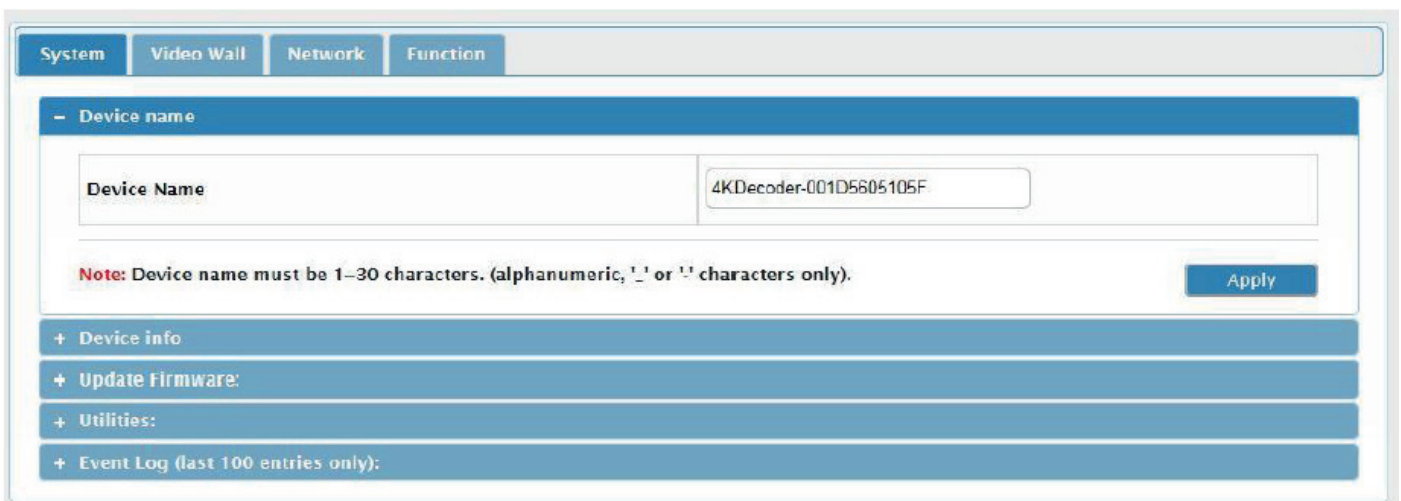 System Video Wall Network Function
– Device name
Device Name 4KDecoder-001D5605105F
Note: Device name must be 1–30 characters. (alphanumeric, '_' or '-' characters only).
Apply
+ Device info
+ Update Firmware:
+ Utilities:
+ Event Log (last 100 entries only):